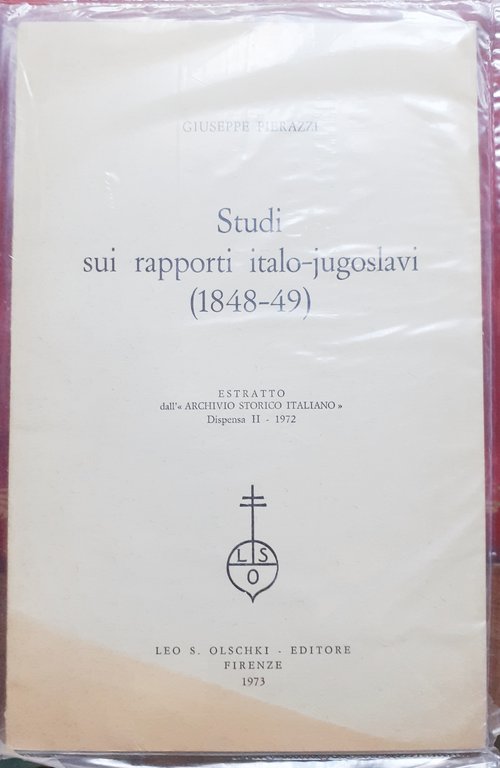 GIUSEPPE PIERAZZI
Studi
sui rapporti italo-jugoslavi
(1848-49)
ESTRATTO
dall'« ARCHIVIO STORICO ITALIANO »
Dispensa II - 1972
L S
O
LEO S. OLSCHKI - EDITORE
FIRENZE
1973